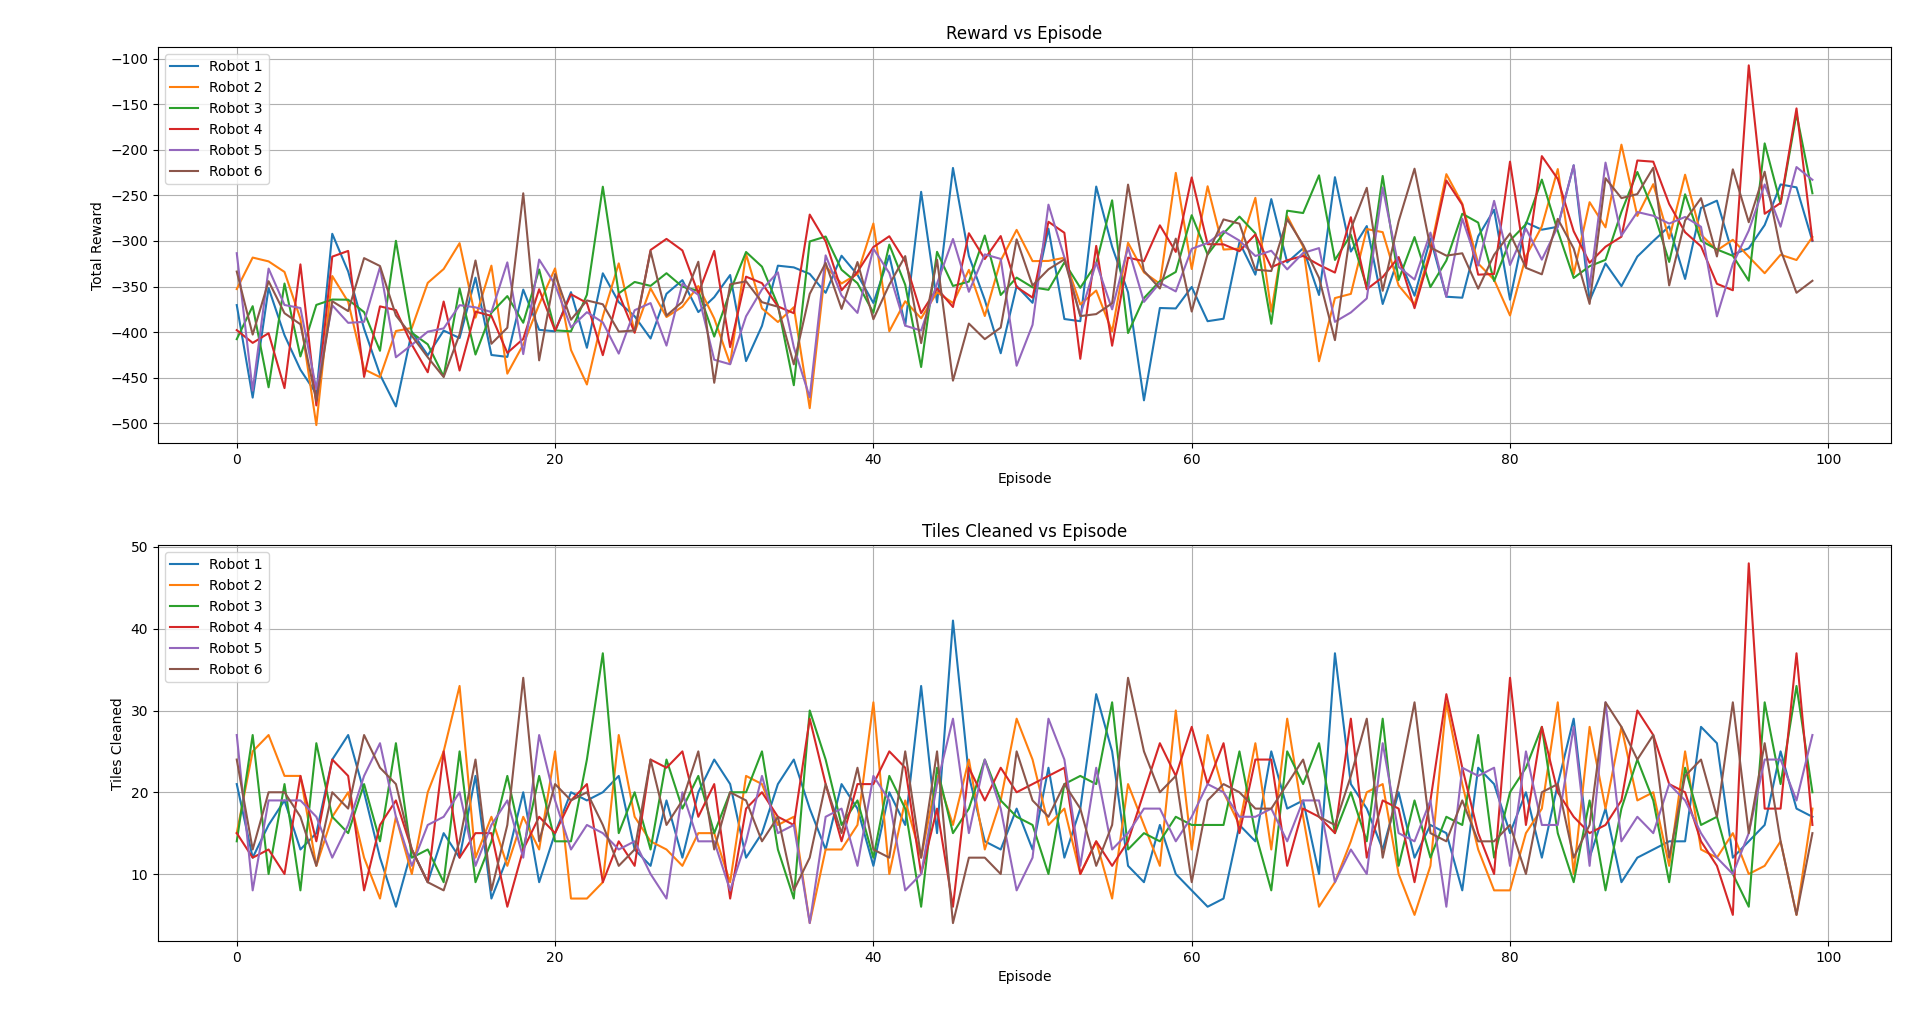 Reward vs Episode
−100
−150
−200
−250
−300
−350
−400
−450
−500
Total Reward
Robot 1
Robot 2
Robot 3
Robot 4
Robot 5
Robot 6
0 20 40 60 80 100
Episode
Tiles Cleaned vs Episode
50
40
30
20
10
Tiles Cleaned
Robot 1
Robot 2
Robot 3
Robot 4
Robot 5
Robot 6
0 20 40 60 80 100
Episode